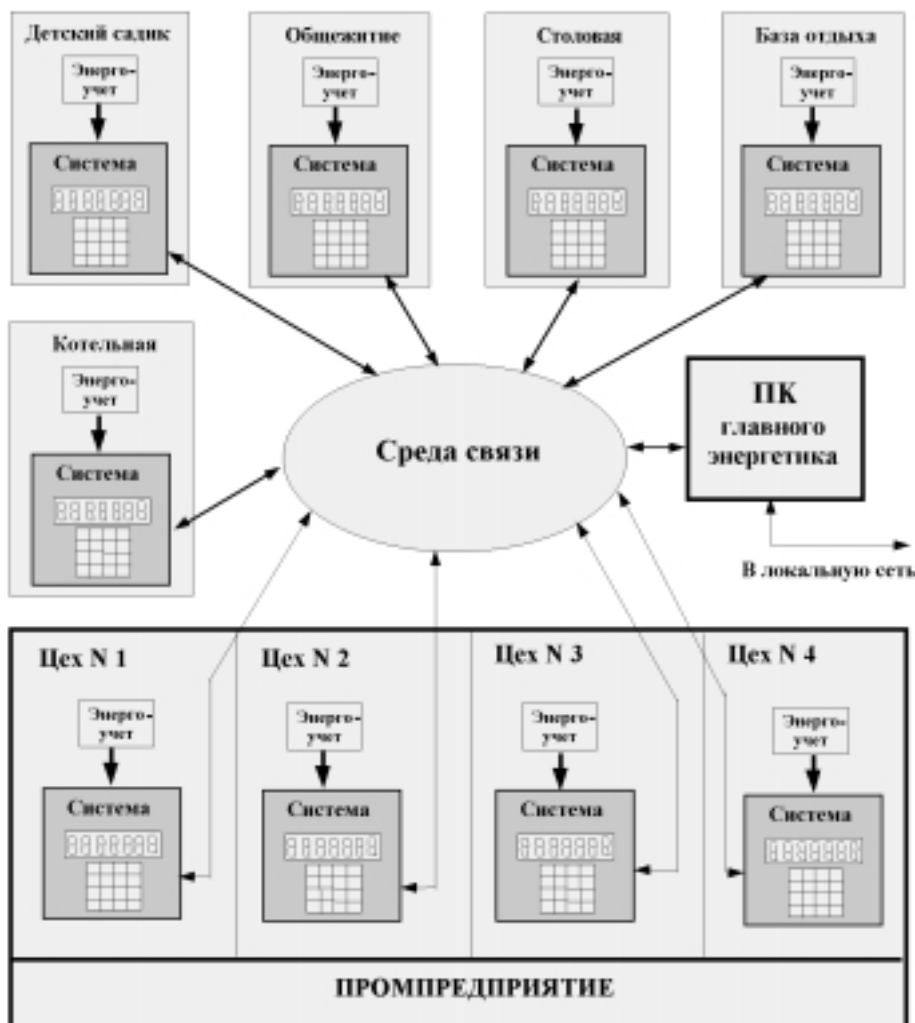 Детский садик
Энерго-
учет
Система
Общежитие
Энерго-
учет
Система
Столовая
Энерго-
учет
Система
База отдыха
Энерго-
учет
Система
Котельная
Энерго-
учет
Система
Среда связи
ПК
главного
энергетика
В локальную сеть
Цех N 1
Энерго-
учет
Система
Цех N 2
Энерго-
учет
Система
Цех N 3
Энерго-
учет
Система
Цех N 4
Энерго-
учет
Система
ПРОМПРЕДПРИЯТИЕ